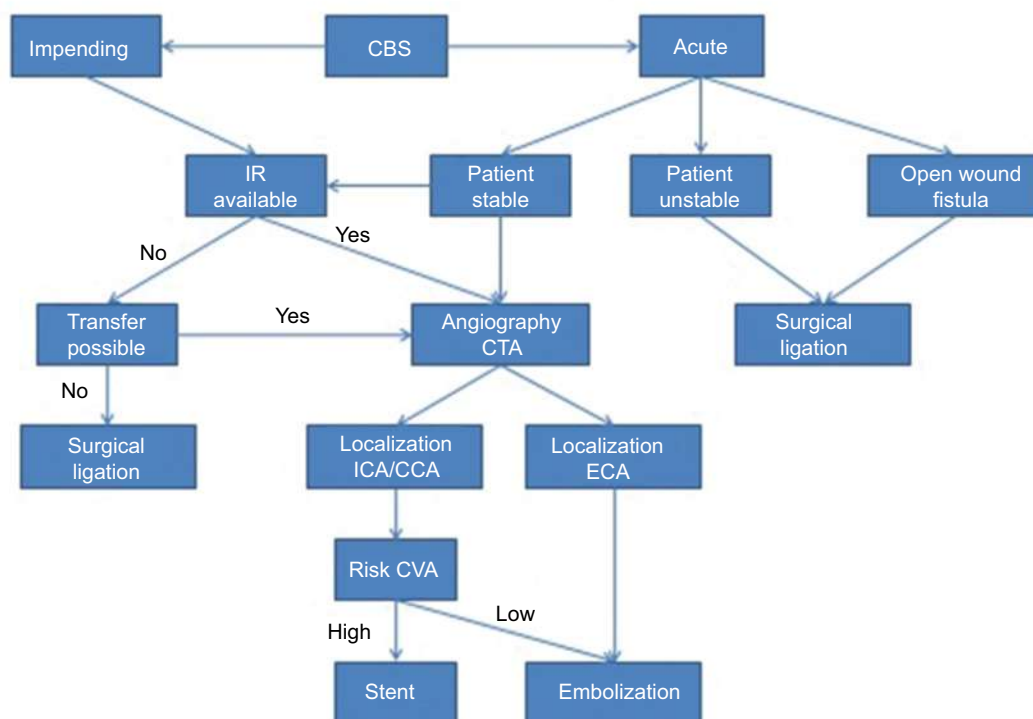 Impending
CBS
Acute
IR
available
Patient
stable
Patient
unstable
Open wound
fistula
No
Yes
Transfer
possible
Yes
Angiography
CTA
Surgical
ligation
No
Surgical
ligation
Localization
ICA/CCA
Localization
ECA
Risk CVA
High
Low
Stent
Embolization